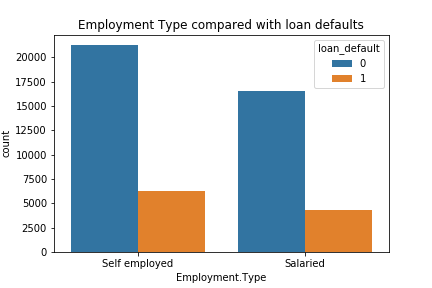 Employment Type compared with loan defaults
loan_default
0
1
20000
17500
15000
12500
10000
7500
5000
2500
0
count
Self employed
Salaried
Employment.Type